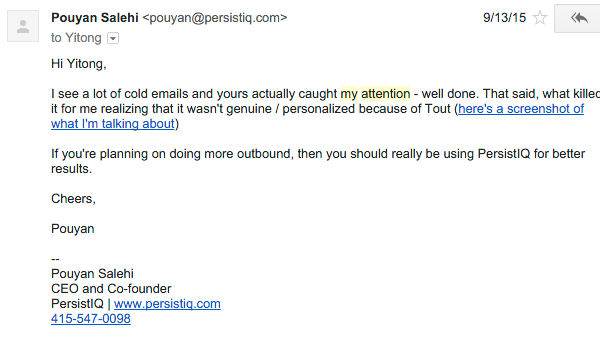 Pouyan Salehi <pouyan@persistiq.com> 9/13/15
to Yitong
Hi Yitong,
I see a lot of cold emails and yours actually caught my attention - well done. That said, what killed
it for me realizing that it wasn't genuine / personalized because of Tout (here's a screenshot of
what I'm talking about)
If you're planning on doing more outbound, then you should really be using PersistIQ for better
results.
Cheers,
Pouyan
--
Pouyan Salehi
CEO and Co-founder
PersistIQ | www.persistiq.com
415-547-0098